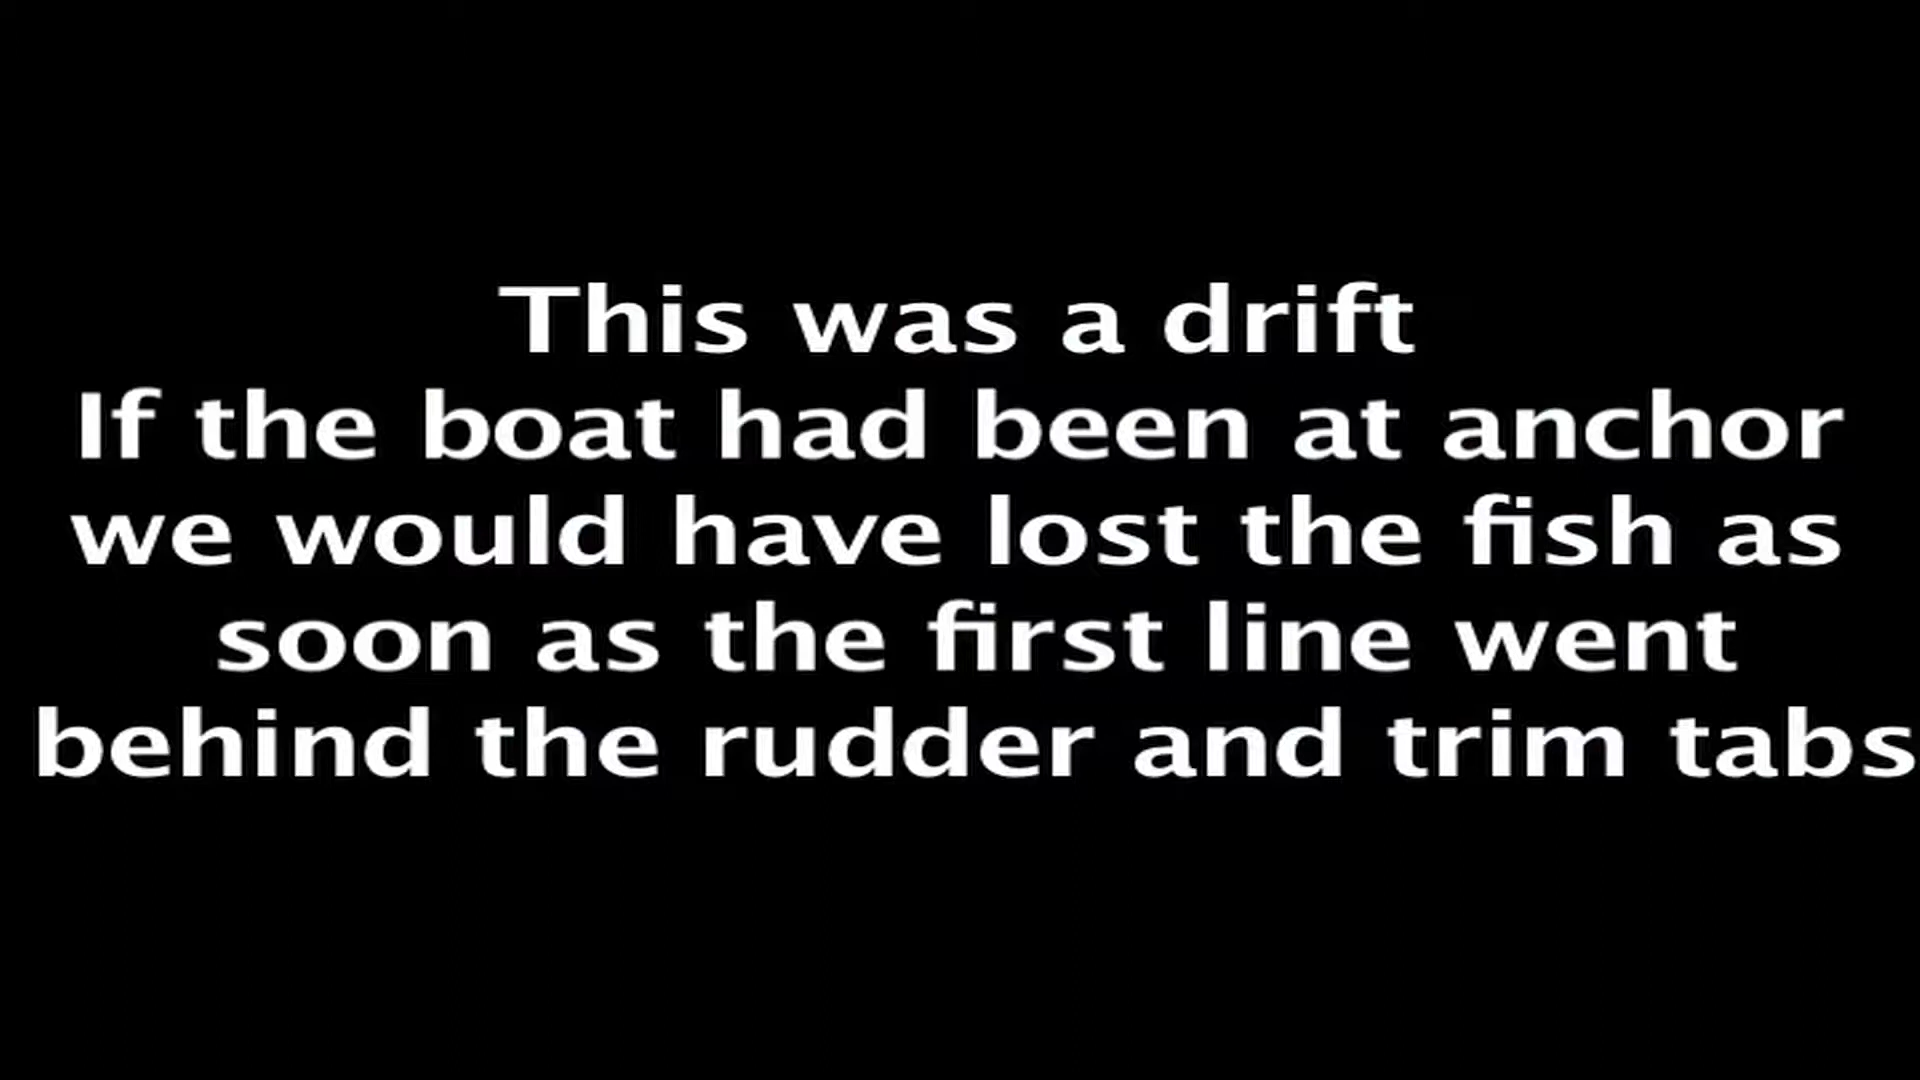 This was a drift
If the boat had been at anchor
we would have lost the fish as
soon as the first line went
behind the rudder and trim tabs